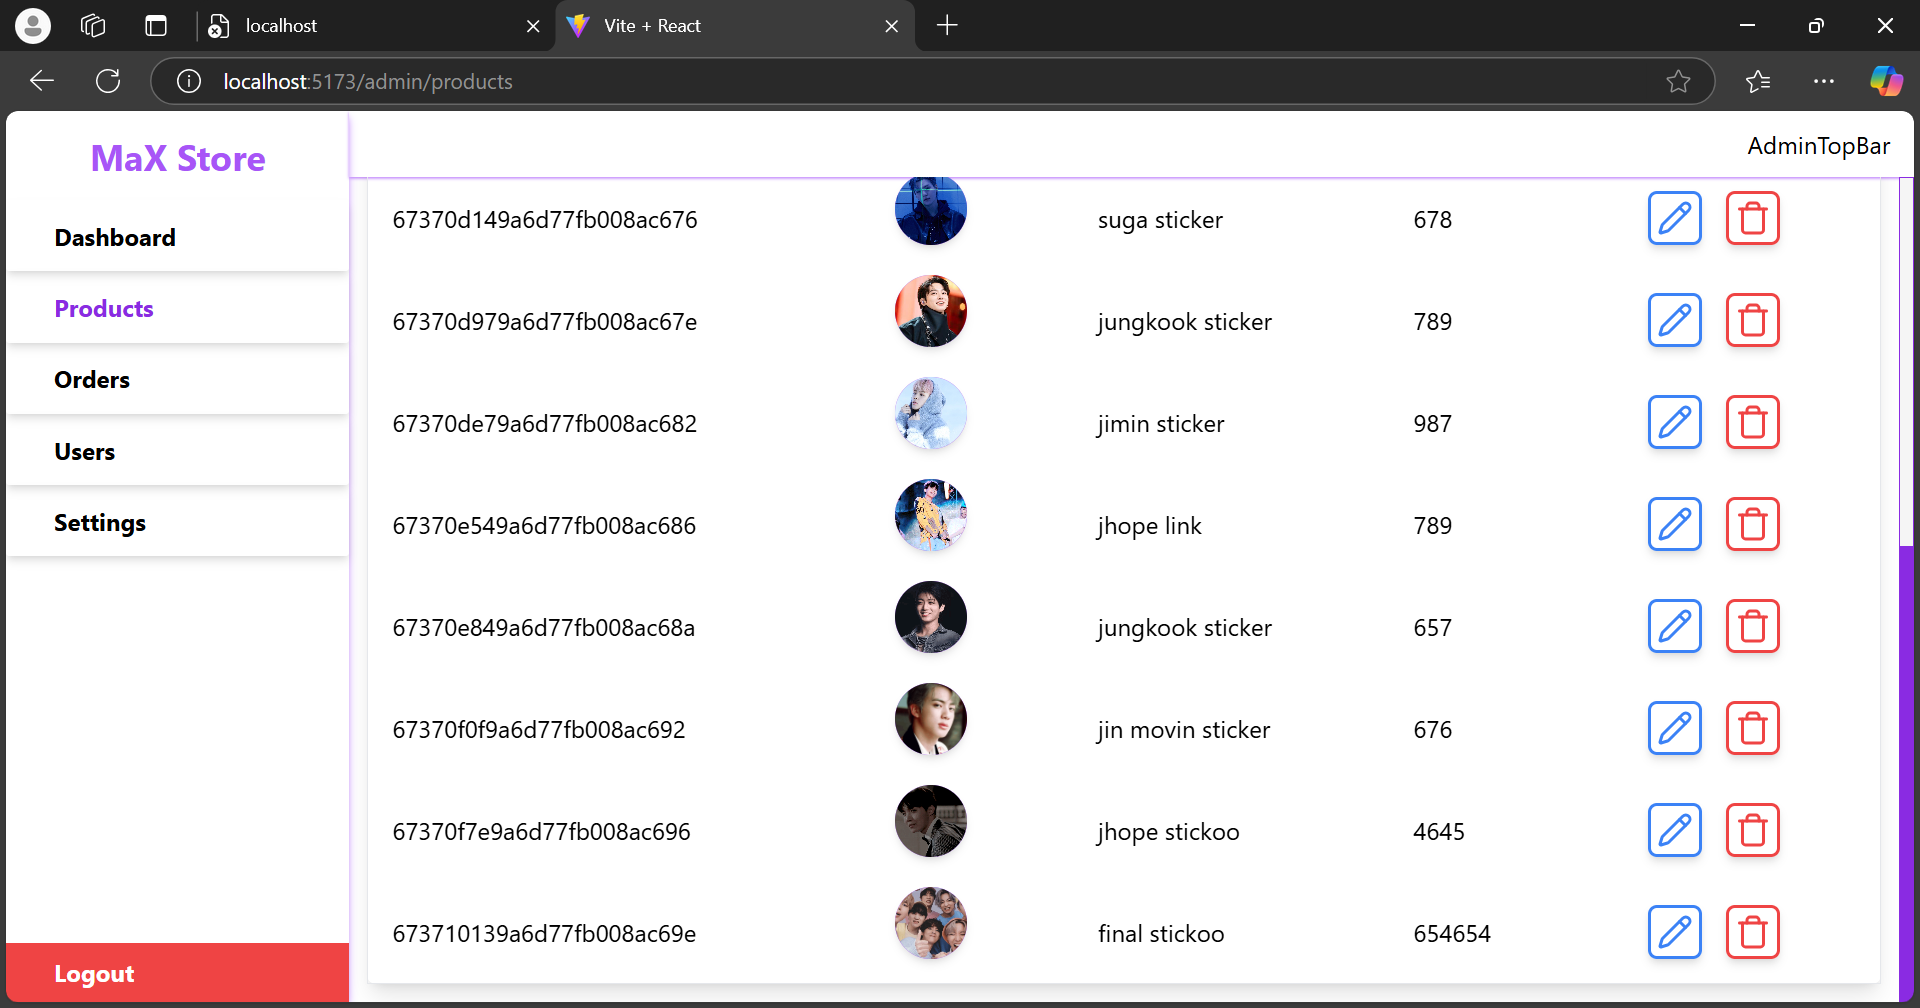 localhost
Vite + React
localhost:5173/admin/products
MaX Store
AdminTopBar
Dashboard
Products
Orders
Users
Settings
Logout
67370d149a6d77fb008ac676 suga sticker 678
67370d979a6d77fb008ac67e jungkook sticker 789
67370de79a6d77fb008ac682 jimin sticker 987
67370e549a6d77fb008ac686 jhope link 789
67370e849a6d77fb008ac68a jungkook sticker 657
67370f0f9a6d77fb008ac692 jin movin sticker 676
67370f7e9a6d77fb008ac696 jhope stickoo 4645
673710139a6d77fb008ac69e final stickoo 654654